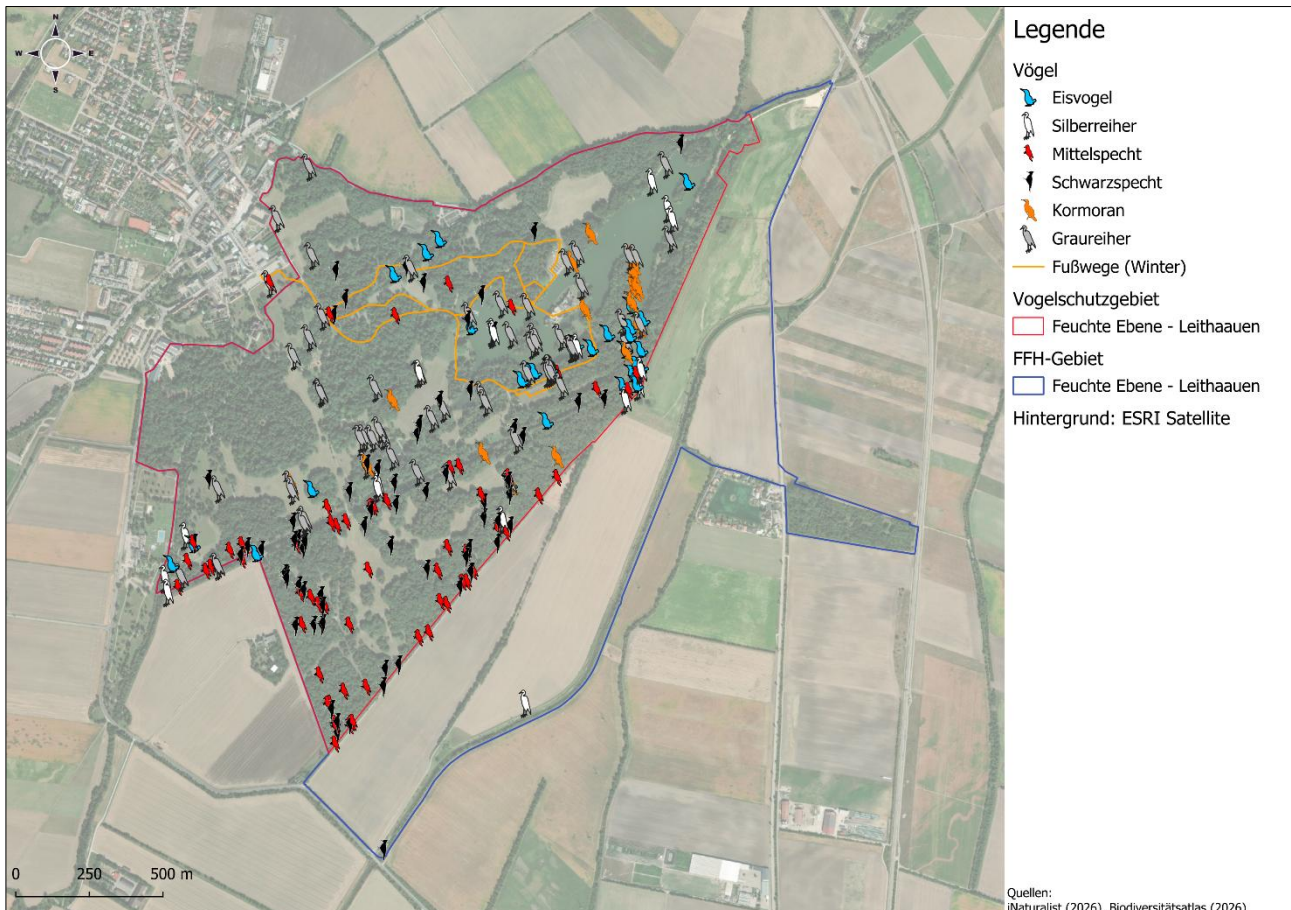 N
W E
S
Legende
Vögel
Eisvogel
Silberreiher
Mittelspecht
Schwarzspecht
Kormoran
Graureiher
Fußwege (Winter)
Vogelschutzgebiet
Feuchte Ebene - Leithaauen
FFH-Gebiet
Feuchte Ebene - Leithaauen
Hintergrund: ESRI Satellite
0 250 500 m
Quellen:
iNaturalist (2026), Biodiversitätsatlas (2026)